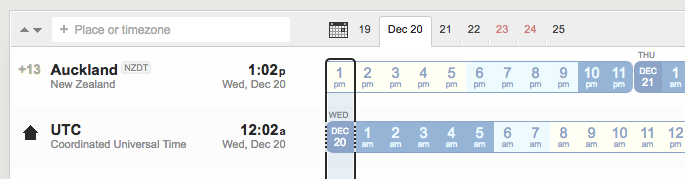 + Place or timezone
19 Dec 20 21 22 23 24 25
THU
+13 Auckland NZDT 1:02p
New Zealand Wed, Dec 20
1 pm 2 pm 3 pm 4 pm 5 pm 6 pm 7 pm 8 pm 9 pm 10 pm 11 pm DEC 21 1 am
WED
UTC 12:02a
Coordinated Universal Time Wed, Dec 20
DEC 20 1 am 2 am 3 am 4 am 5 am 6 am 7 am 8 am 9 am 10 am 11 am 12 pm